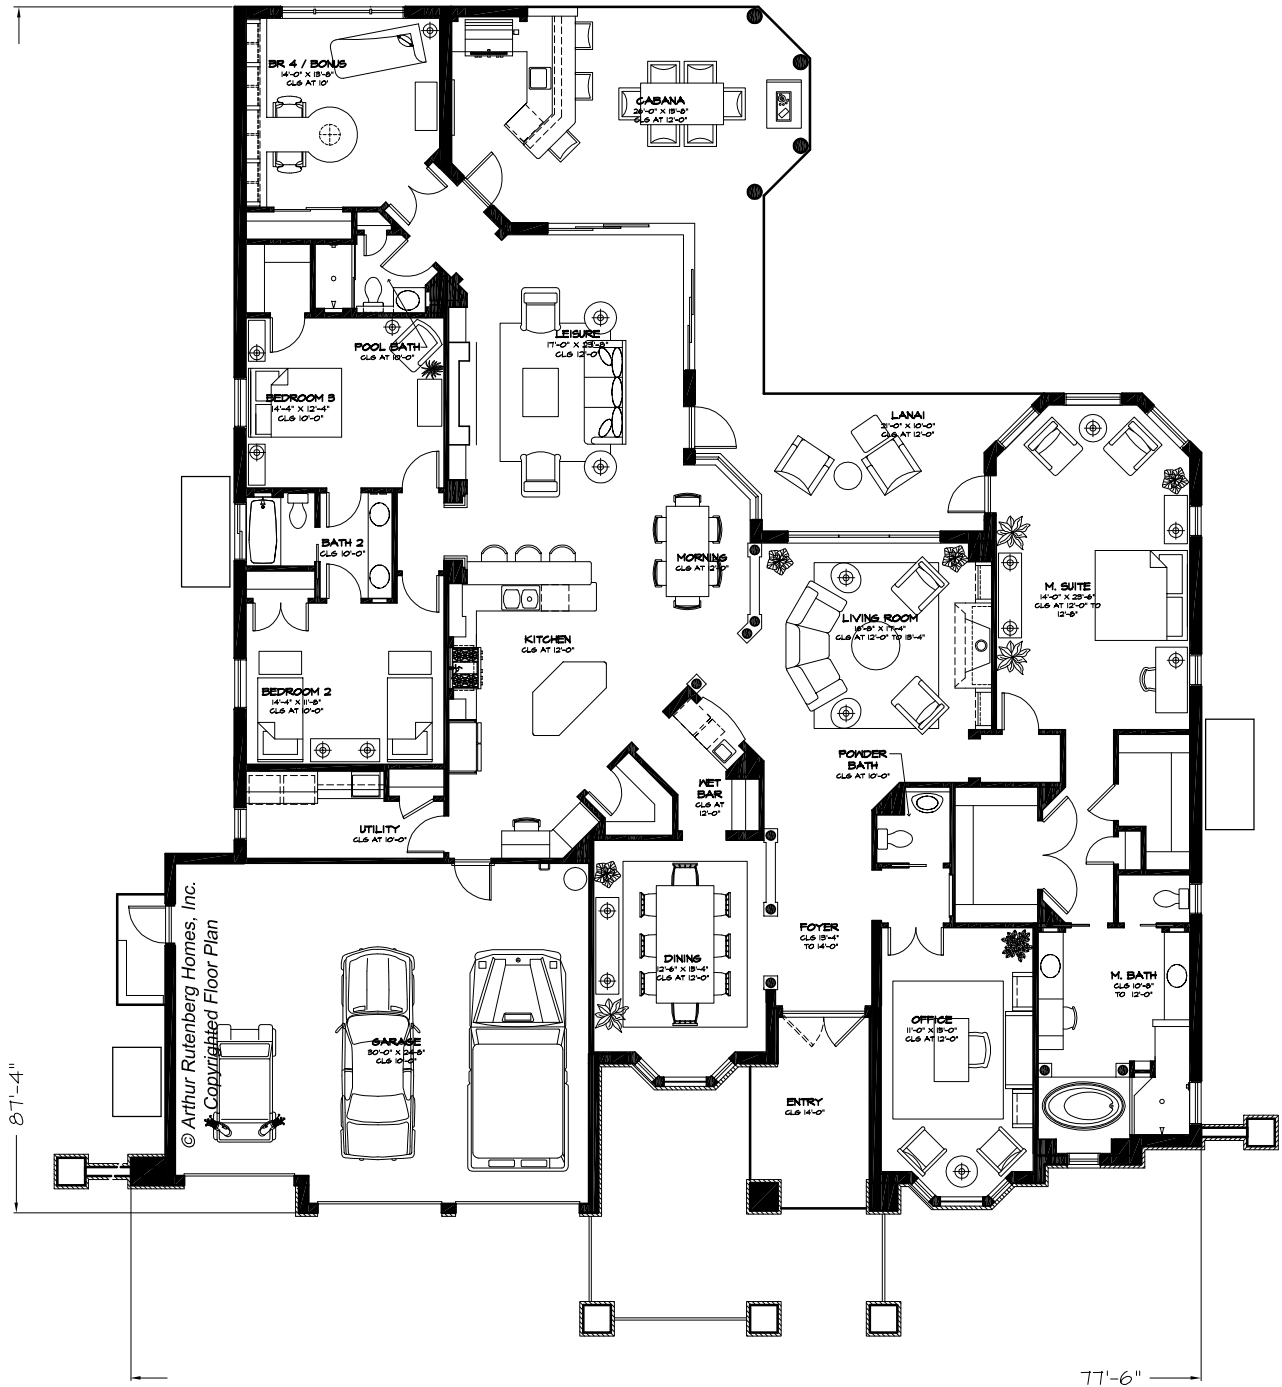 BR 4 / BONUS
14'-0" X 13'-8"
CLG AT 10'
CABANA
26'-0" X 13'-8"
CLG AT 12'-0"
LEISURE
17'-0" X 23'-8"
CLG 12'-0"
POOL BATH
CLG AT 10'-0"
BEDROOM 3
14'-4" X 12'-4"
CLG 10'-0"
LANAI
21'-0" X 10'-0"
CLG AT 12'-0"
BATH 2
CLG 10'-0"
MORNING
CLG AT 12'-0"
M. SUITE
14'-0" X 23'-6"
CLG AT 12'-0" TO
12'-8"
LIVING ROOM
16'-8" X 17'-4"
CLG AT 12'-0" TO 13'-4"
KITCHEN
CLG AT 12'-0"
BEDROOM 2
14'-4" X 11'-8"
CLG AT 10'-0"
POWDER
BATH
CLG AT 10'-0"
WET
BAR
CLG AT
12'-0"
UTILITY
CLG AT 10'-0"
FOYER
CLG 13'-4"
TO 14'-0"
DINING
12'-6" X 13'-4"
CLG AT 12'-0"
M. BATH
CLG 10'-8"
TO 12'-0"
OFFICE
11'-0" X 13'-0"
CLG AT 12'-0"
GARAGE
30'-0" X 24'-8"
CLG 10'-0"
ENTRY
CLG 14'-0"
© Arthur Rutenberg Homes, Inc.
Copyrighted Floor Plan
87'-4"
77'-6"